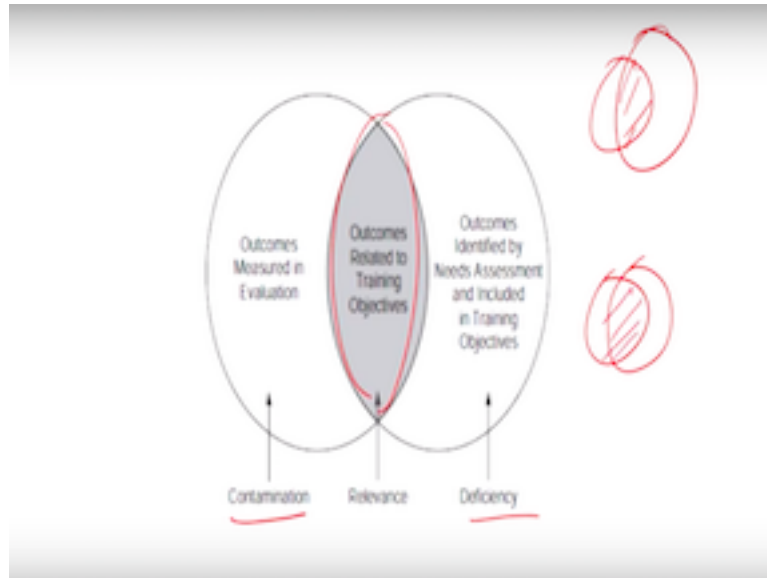 Outcomes
Measured in
Evaluation
Outcomes
Related to
Training
Objectives
Outcomes
Identified by
Needs Assessment
and Included
in Training
Objectives
Contamination
Relevance
Deficiency